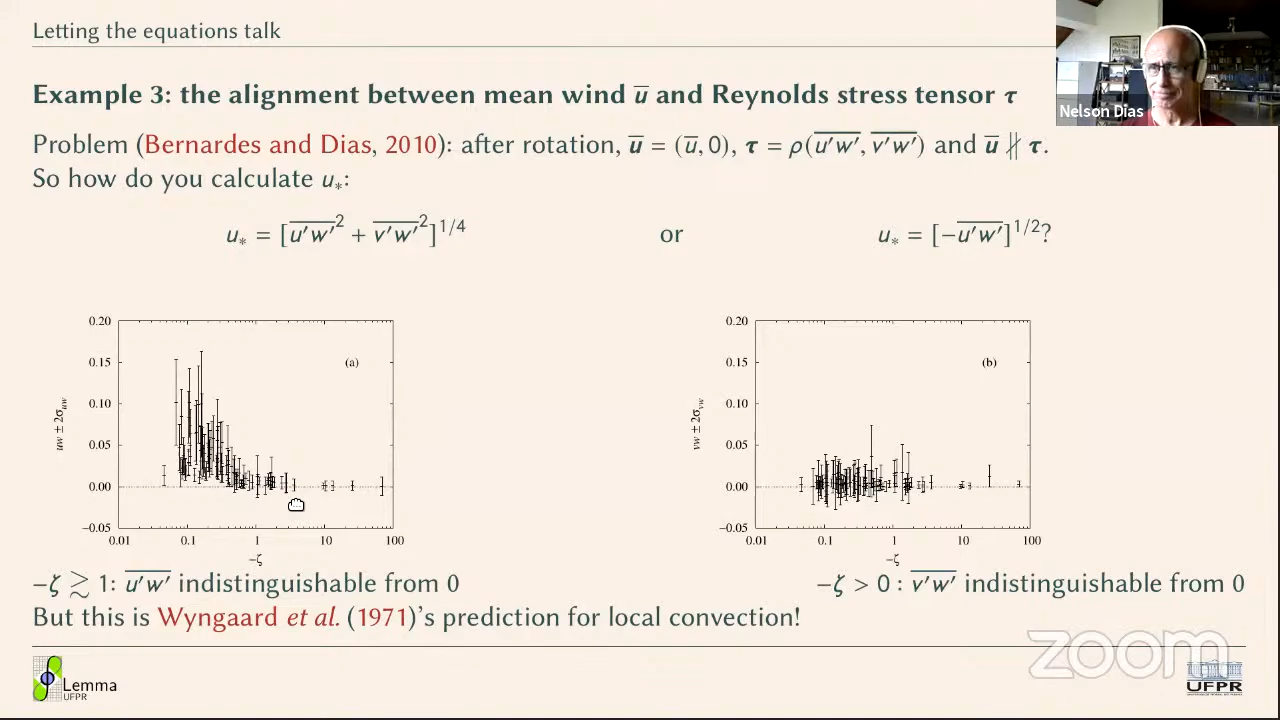 Letting the equations talk
Nelson Dias
Example 3: the alignment between mean wind u̅ and Reynolds stress tensor τ
Problem (Bernardes and Dias, 2010): after rotation, u̅ = (u̅, 0), τ = ρ(u′w′̅, v′w′̅) and u̅ ∦ τ.
So how do you calculate u∗:
u∗ = [u′w′̅² + v′w′̅²]^1/4 or u∗ = [−u′w′̅]^1/2?
0.20
0.15
0.10
0.05
0.00
−0.05
0.01 0.1 1 10 100
uw ± 2σuw
−ζ
(a)
0.20
0.15
0.10
0.05
0.00
−0.05
0.01 0.1 1 10 100
vw ± 2σvw
−ζ
(b)
−ζ ≳ 1: u′w′̅ indistinguishable from 0
−ζ > 0 : v′w′̅ indistinguishable from 0
But this is Wyngaard et al. (1971)'s prediction for local convection!
zoom
Lemma
UFPR
UFPR